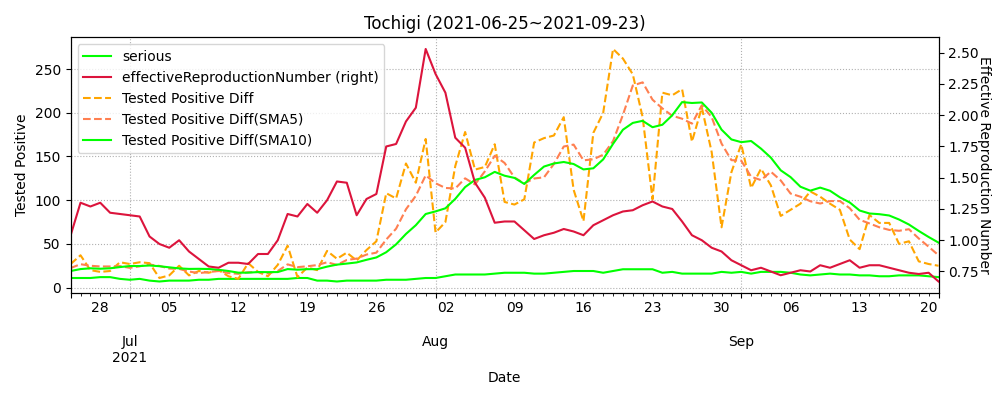 Tochigi (2021-06-25~2021-09-23)
serious
effectiveReproductionNumber (right)
Tested Positive Diff
Tested Positive Diff(SMA5)
Tested Positive Diff(SMA10)
Tested Positive
250
200
150
100
50
0
2.50
2.25
2.00
1.75
1.50
1.25
1.00
0.75
Effective Reproduction Number
28 05 12 19 26 02 09 16 23 30 06 13 20
Jul Aug Sep
2021
Date